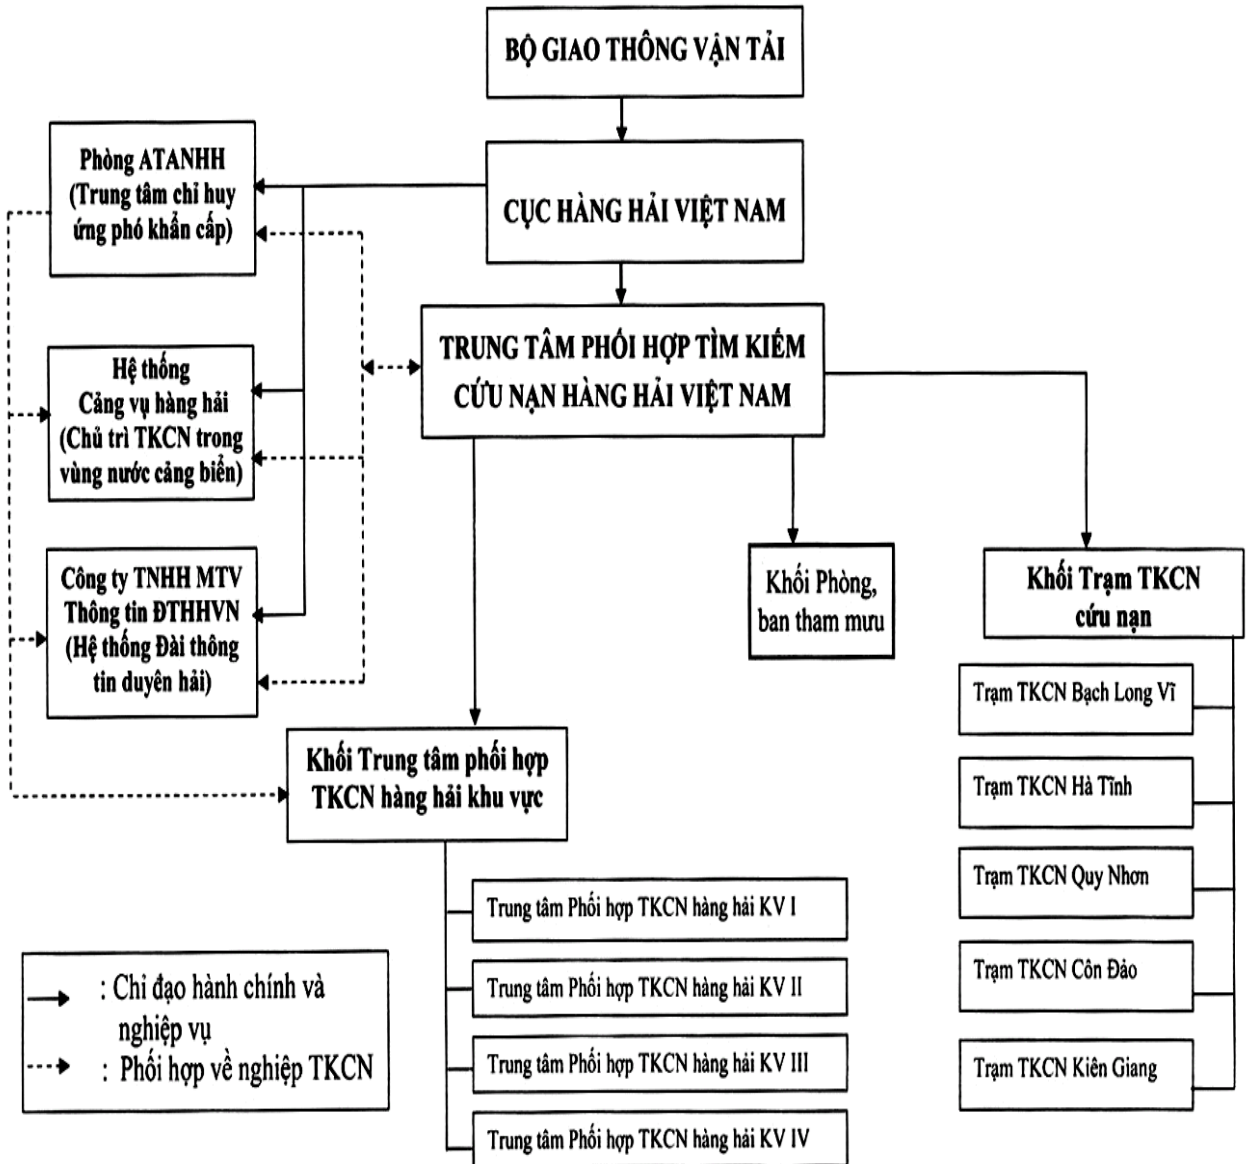 BỘ GIAO THÔNG VẬN TẢI
CỤC HÀNG HẢI VIỆT NAM
Phòng ATANHH
(Trung tâm chỉ huy
ứng phó khẩn cấp)
TRUNG TÂM PHỐI HỢP TÌM KIẾM
CỨU NẠN HÀNG HẢI VIỆT NAM
Hệ thống
Cảng vụ hàng hải
(Chủ trì TKCN trong
vùng nước cảng biển)
Công ty TNHH MTV
Thông tin ĐTHHVN
(Hệ thống Đài thông
tin duyên hải)
Khối Phòng,
ban tham mưu
Khối Trạm TKCN
cứu nạn
Trạm TKCN Bạch Long Vĩ
Trạm TKCN Hà Tĩnh
Trạm TKCN Quy Nhơn
Trạm TKCN Côn Đảo
Trạm TKCN Kiên Giang
Khối Trung tâm phối hợp
TKCN hàng hải khu vực
Trung tâm Phối hợp TKCN hàng hải KV I
Trung tâm Phối hợp TKCN hàng hải KV II
Trung tâm Phối hợp TKCN hàng hải KV III
Trung tâm Phối hợp TKCN hàng hải KV IV
: Chỉ đạo hành chính và
nghiệp vụ
: Phối hợp về nghiệp TKCN